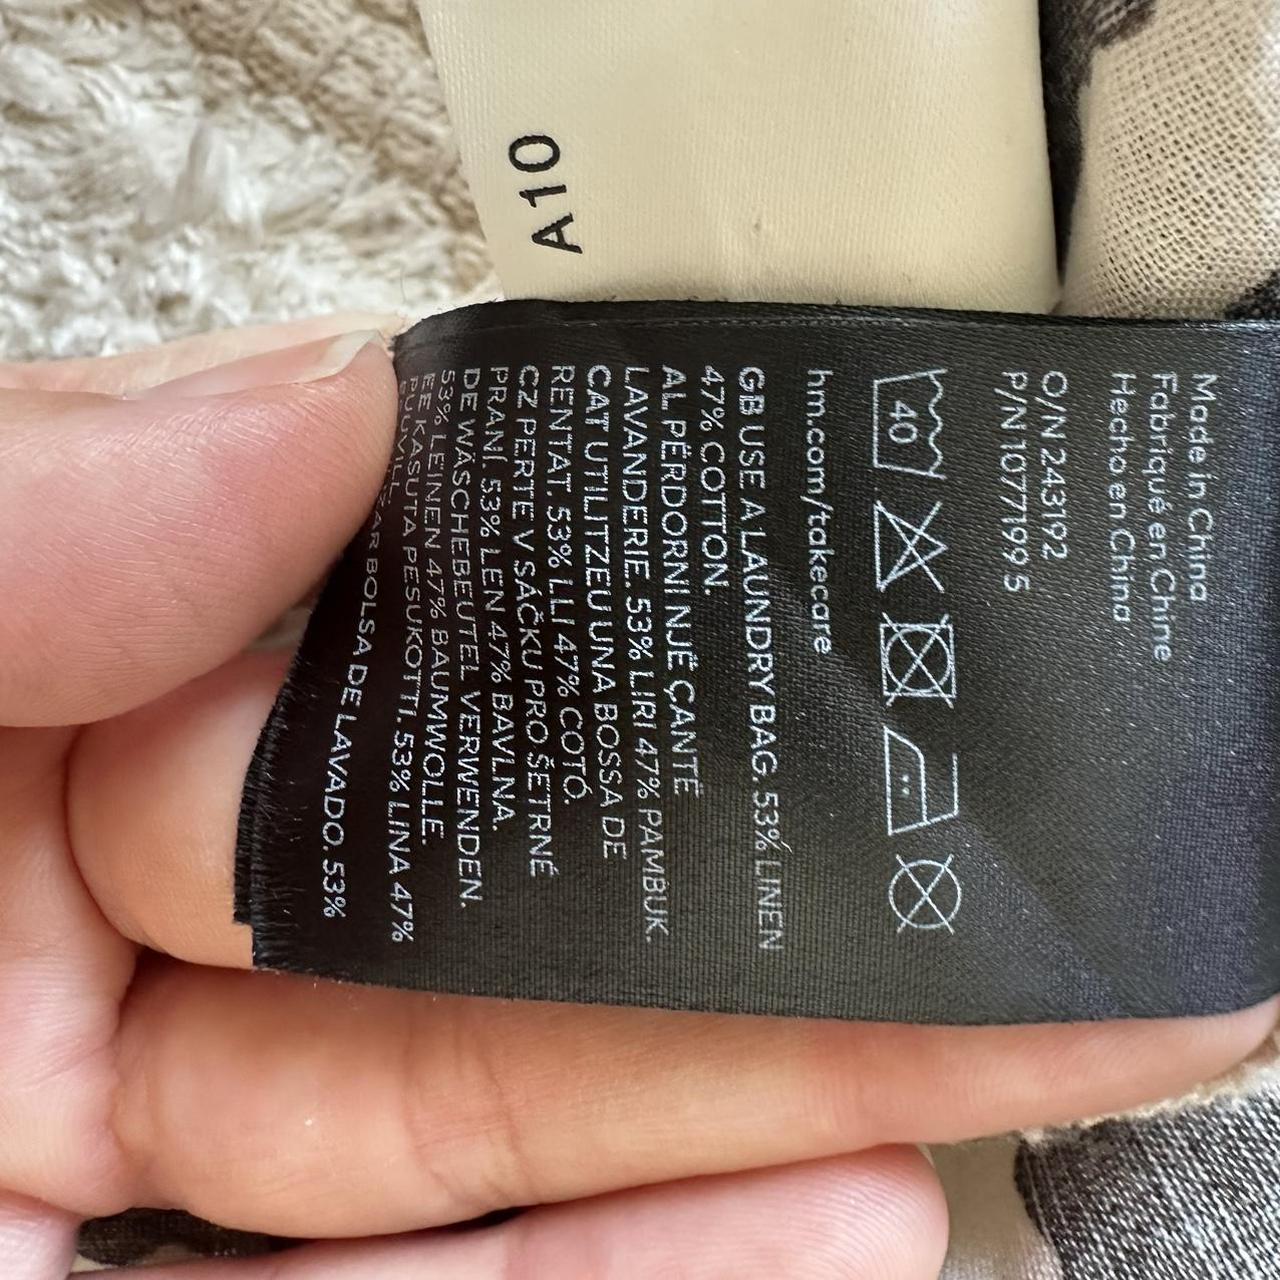 A10
Made in China
Fabriqué en Chine
Hecho en China
O/N 243192
P/N 1077199 5
40
hm.com/takecare
GB USE A LAUNDRY BAG. 53% LINEN
47% COTTON.
AL PËRDORNI NJË ÇANTË
LAVANDERIE. 53% LIRI 47% PAMBUK.
CAT UTILITZEU UNA BOSSA DE
RENTAT. 53% LLI 47% COTÓ.
CZ PERTE V SÁČKU PRO ŠETRNÉ
PRANÍ. 53% LEN 47% BAVLNA.
DE WÄSCHEBEUTEL VERWENDEN.
53% LEINEN 47% BAUMWOLLE.
EE KASUTA PESUKOTTI. 53% LINA 47%
PUUVILL
BOLSA DE LAVADO. 53%